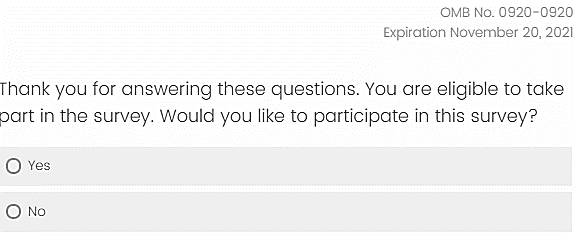 OMB No. 0920-0920
Expiration November 20, 2021
Thank you for answering these questions. You are eligible to take
part in the survey. Would you like to participate in this survey?
Yes
No